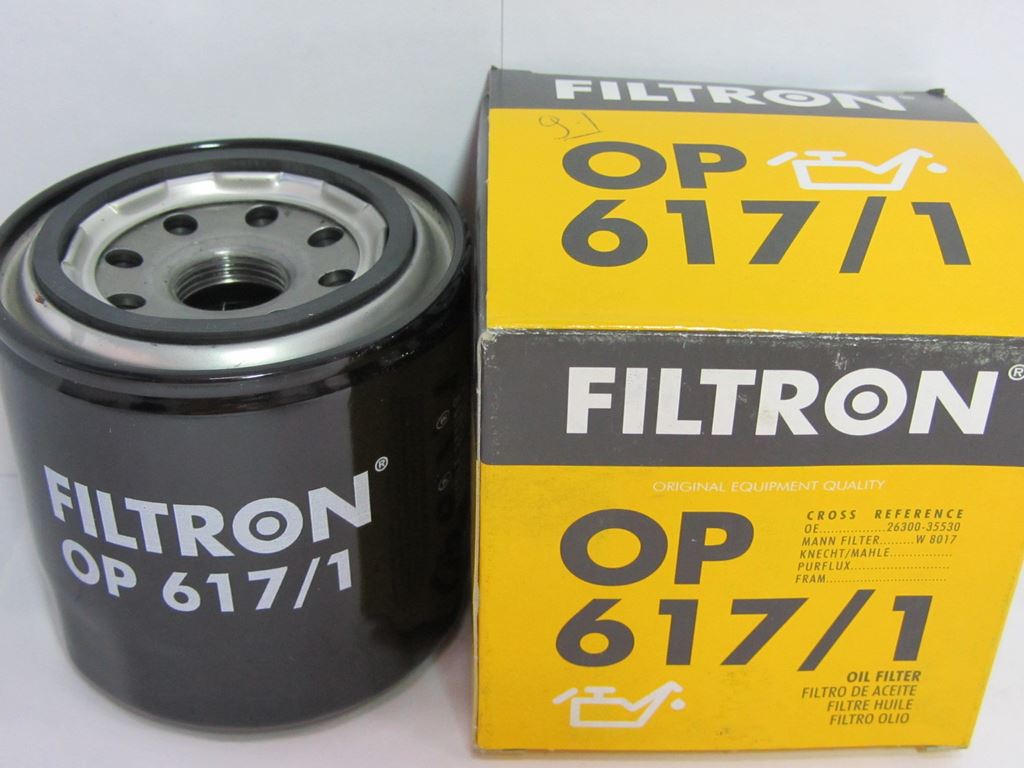 FILTRON
OP
617/1
FILTRON®
ORIGINAL EQUIPMENT QUALITY
OP
617/1
CROSS REFERENCE
OE.................26300-35530
MANN FILTER.........W 8017
KNECHT/MAHLE................
PURFLUX.........................
FRAM..............................
OIL FILTER
FILTRO DE ACEITE
FILTRE HUILE
FILTRO OLIO
FILTRON®
OP 617/1